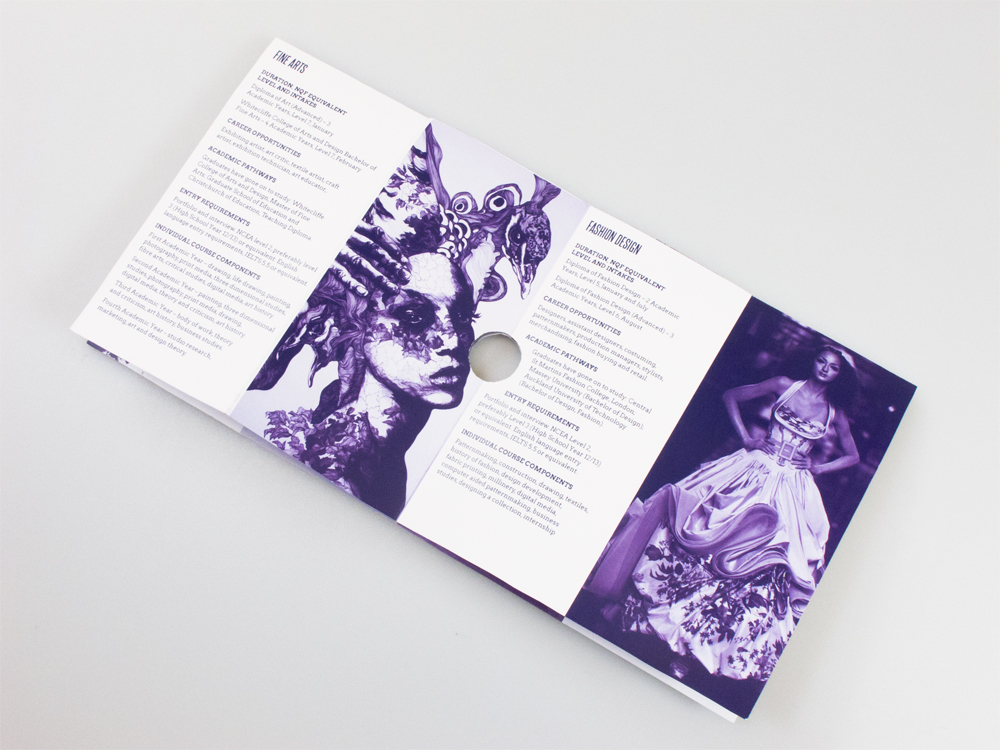 FINE ARTS
DURATION, NQF EQUIVALENT
LEVEL AND INTAKES
Diploma of Art (Advanced) – 3
Academic Years, Level 7, January
Whitecliffe College of Arts and Design Bachelor of
Fine Arts – 4 Academic Years, Level 7, February
CAREER OPPORTUNITIES
Exhibiting artist, art critic, textile artist, craft
artist, exhibition technician, art educator.
ACADEMIC PATHWAYS
Graduates have gone on to study: Whitecliffe
College of Arts and Design, Master of Fine
Arts, Graduate School of Education and
Christchurch of Education, Teaching Diploma
ENTRY REQUIREMENTS
Portfolio and interview. NCEA level 2, preferably level
3 (High School Year 12/13) or equivalent. English
language entry requirements, IELTS 5.5 or equivalent
INDIVIDUAL COURSE COMPONENTS
First Academic Year – drawing, life drawing, painting,
photography, print media, three dimensional studies,
fibre arts, critical studies, digital media, art history.
Second Academic Year – painting, three dimensional
studies, photography, print media, drawing,
digital media, theory and criticism, art history
Third Academic Year – body of work, theory
and criticism, art history, business studies
Fourth Academic Year – studio research,
marketing, art and design theory.
FASHION DESIGN
DURATION, NQF EQUIVALENT
LEVEL AND INTAKES
Diploma of Fashion Design – 2 Academic
Years, Level 5, January and July
Diploma of Fashion Design (Advanced) – 3
Academic Years, Level 6, August
CAREER OPPORTUNITIES
Designers, assistant designers, costuming,
patternmakers, production managers, stylists,
merchandising, fashion buying and retail
ACADEMIC PATHWAYS
Graduates have gone on to study: Central
St Martins Fashion College, London,
Massey University (Bachelor of Design),
Auckland University of Technology
(Bachelor of Design, Fashion).
ENTRY REQUIREMENTS
Portfolio and interview: NCEA Level 2,
preferably Level 3 (High School Year 12/13)
or equivalent. English language entry
requirements, IELTS 5.5 or equivalent
INDIVIDUAL COURSE COMPONENTS
Patternmaking, construction, drawing, textiles,
history of fashion, design development,
fabric printing, millinery, digital media,
computer aided patternmaking, business
studies, designing a collection, internship